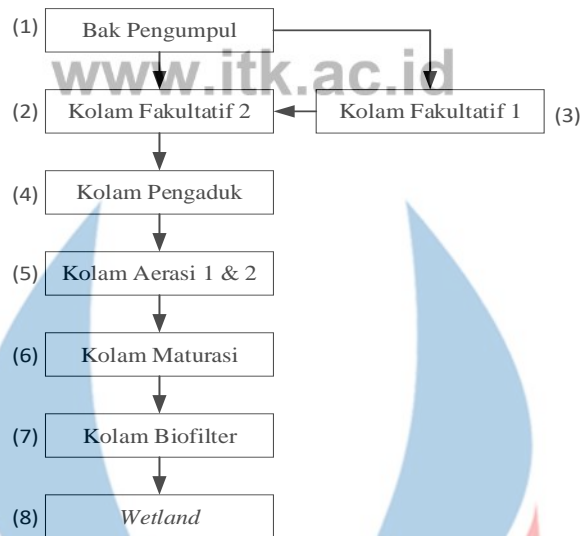 (1) Bak Pengumpul
www.itk.ac.id
(2) Kolam Fakultatif 2 Kolam Fakultatif 1 (3)
(4) Kolam Pengaduk
(5) Kolam Aerasi 1 & 2
(6) Kolam Maturasi
(7) Kolam Biofilter
(8) Wetland